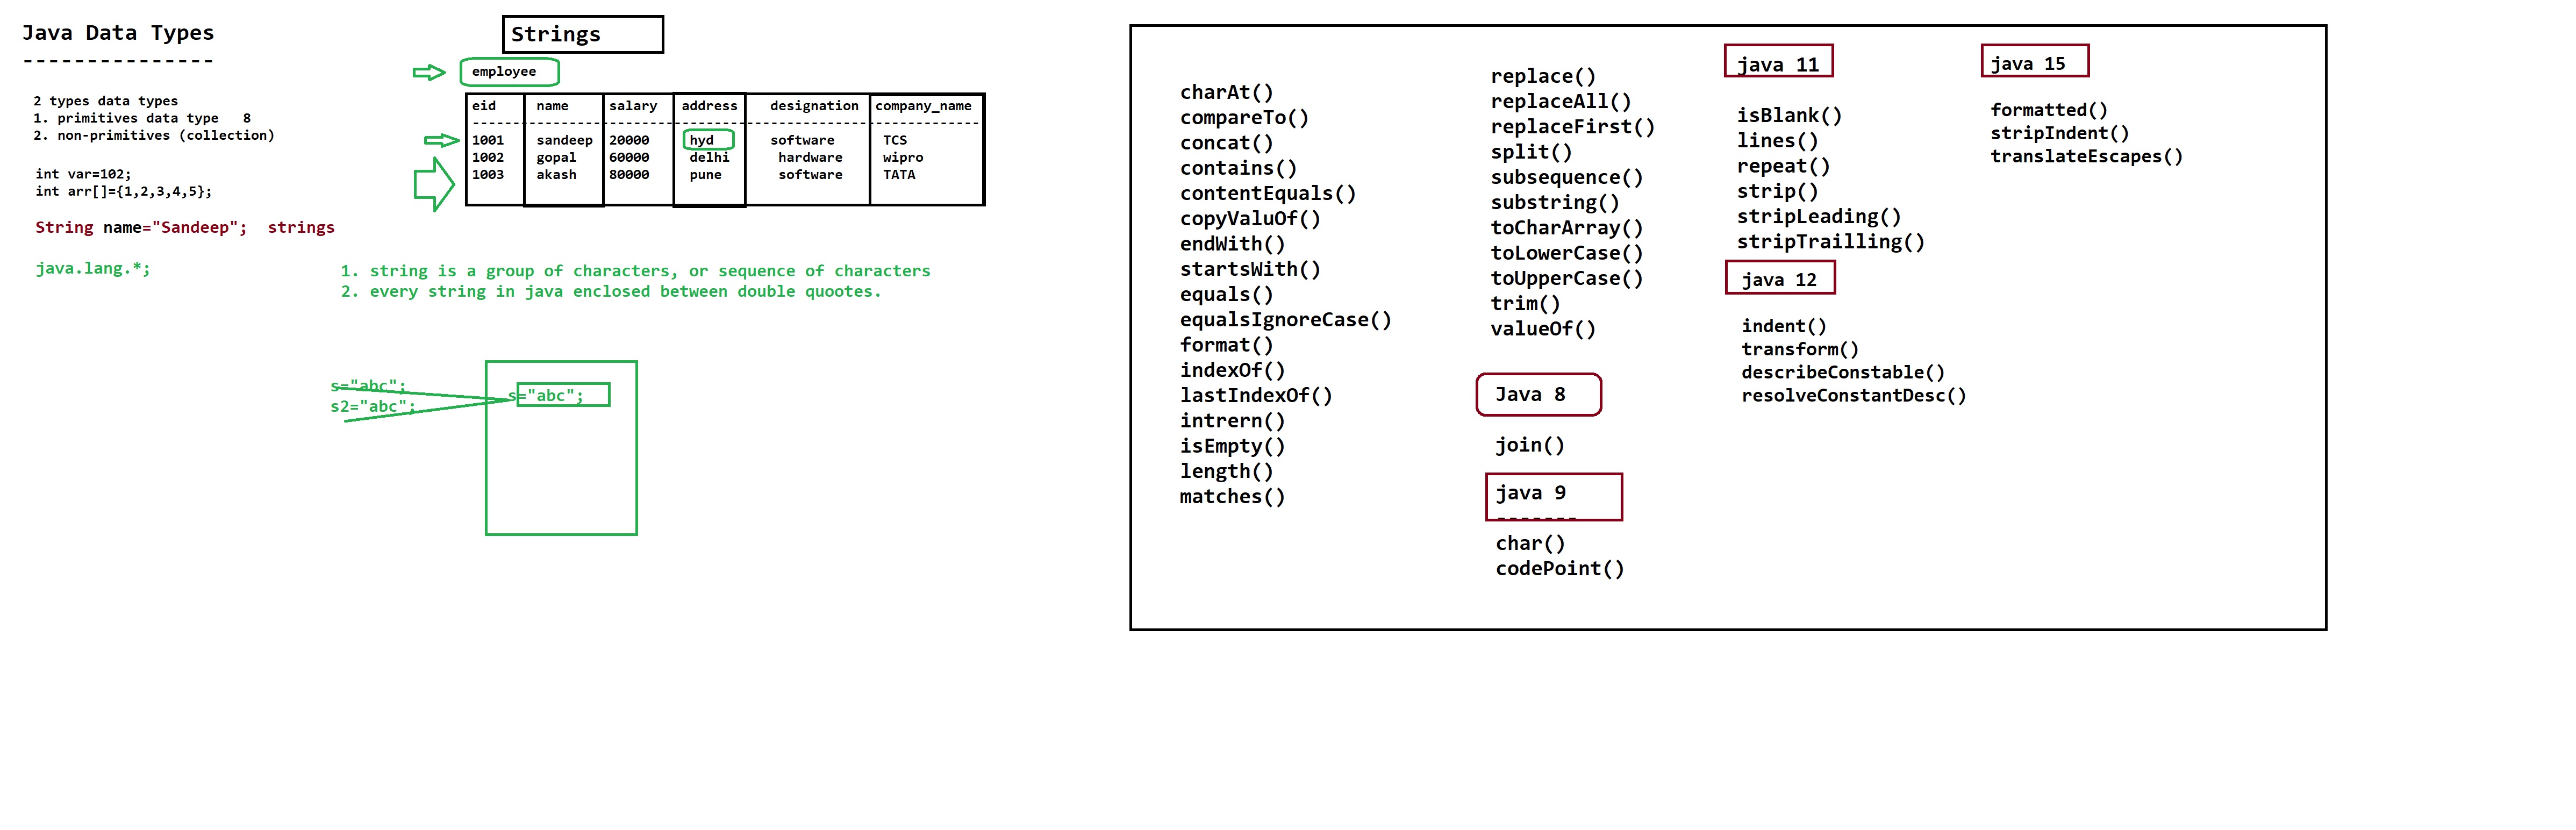 Java Data Types
---------------
2 types data types
1. primitives data type   8
2. non-primitives (collection)
int var=102;
int arr[]={1,2,3,4,5};
String name="Sandeep";  strings
java.lang.*;
Strings
employee
eid name salary address designation company_name
---------------------------------------------------------------
1001 sandeep 20000 hyd software TCS
1002 gopal 60000 delhi hardware wipro
1003 akash 80000 pune software TATA
1. string is a group of characters, or sequence of characters
2. every string in java enclosed between double quootes.
s="abc";
s2="abc";
s="abc";
charAt()
compareTo()
concat()
contains()
contentEquals()
copyValuOf()
endWith()
startsWith()
equals()
equalsIgnoreCase()
format()
indexOf()
lastIndexOf()
intrern()
isEmpty()
length()
matches()
replace()
replaceAll()
replaceFirst()
split()
subsequence()
substring()
toCharArray()
toLowerCase()
toUpperCase()
trim()
valueOf()
Java 8
join()
java 9
-------
char()
codePoint()
java 11
isBlank()
lines()
repeat()
strip()
stripLeading()
stripTrailling()
java 12
indent()
transform()
describeConstable()
resolveConstantDesc()
java 15
formatted()
stripIndent()
translateEscapes()